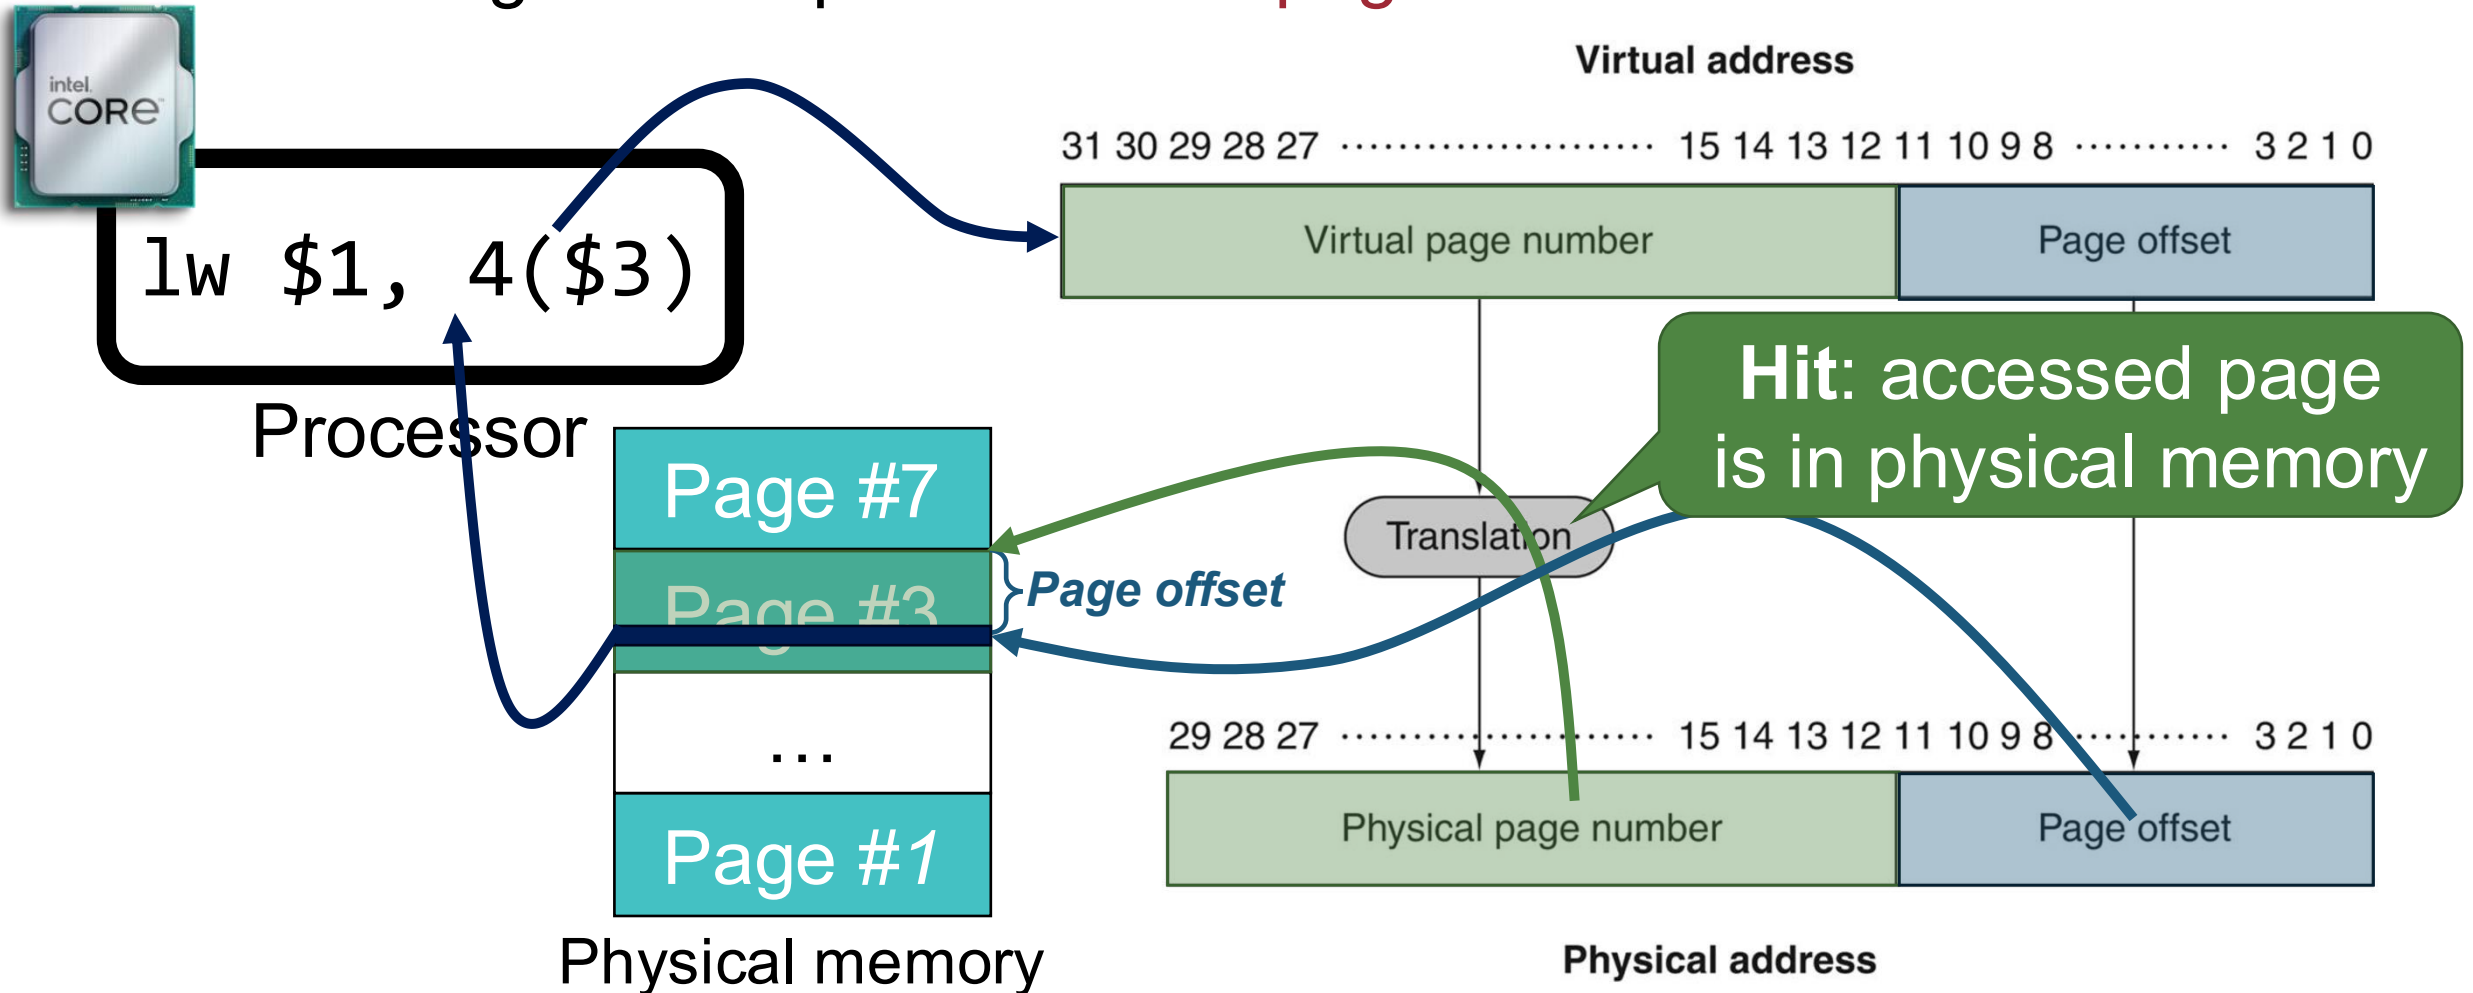 intel.
CORE
Virtual address
31 30 29 28 27 ······················ 15 14 13 12 11 10 9 8 ··········· 3 2 1 0
Virtual page number
Page offset
lw $1, 4($3)
Processor
Hit: accessed page
is in physical memory
Translation
Page #7
Page #3
Page offset
...
Page #1
Physical memory
29 28 27 ······················ 15 14 13 12 11 10 9 8 ··········· 3 2 1 0
Physical page number
Page offset
Physical address